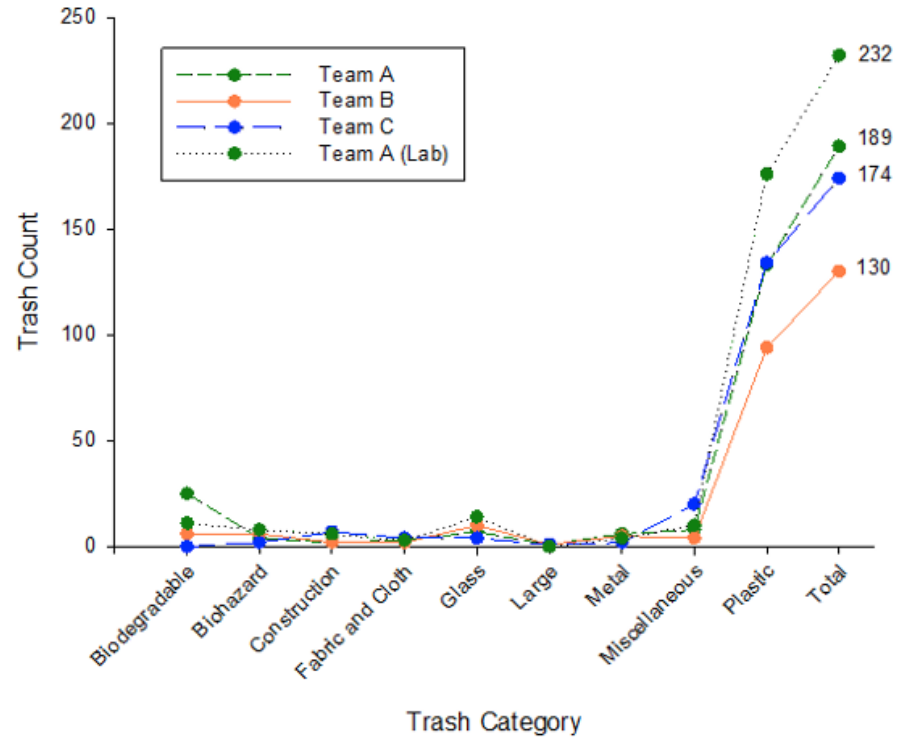 250
200
150
100
50
0
Trash Count
Team A
Team B
Team C
Team A (Lab)
232
189
174
130
Biodegradable
Biohazard
Construction
Fabric and Cloth
Glass
Large
Metal
Miscellaneous
Plastic
Total
Trash Category